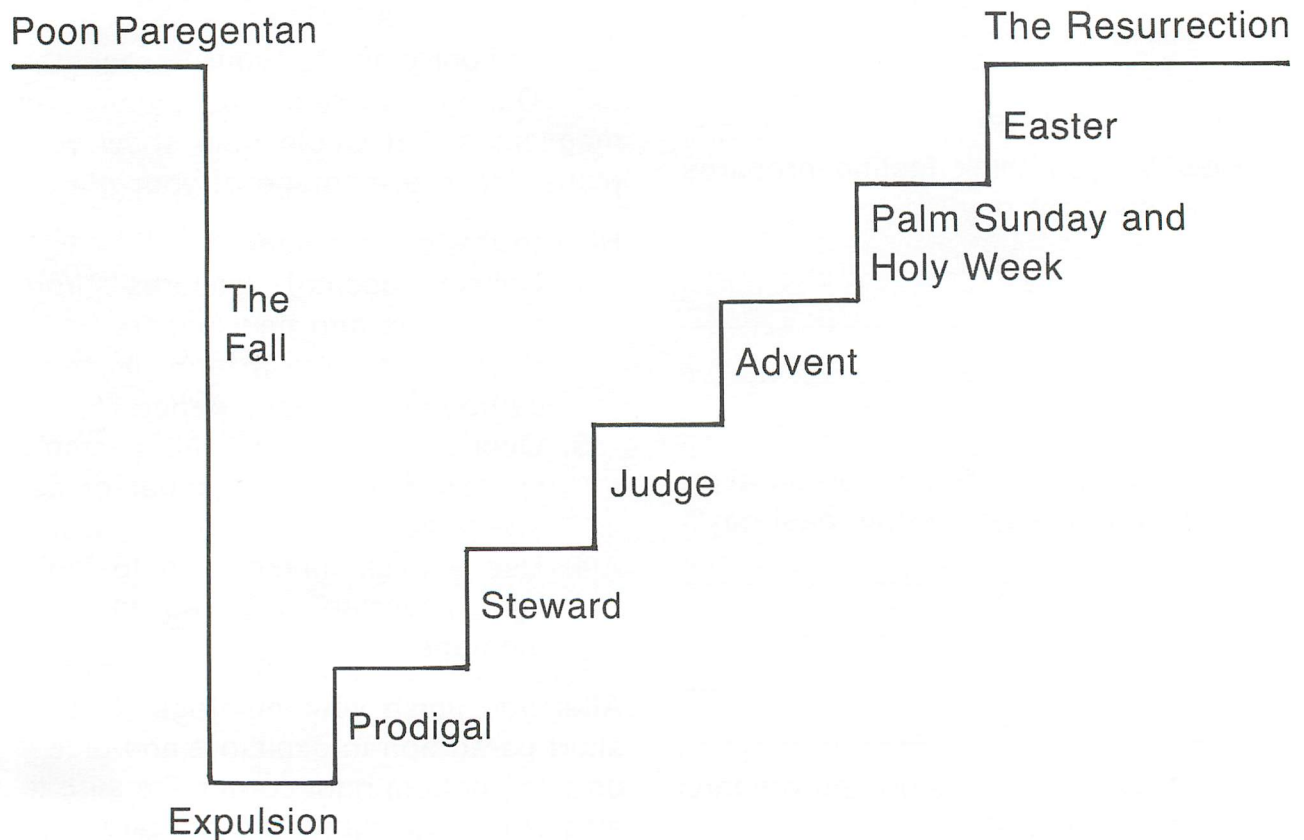 Poon Paregentan
The Resurrection
Easter
Palm Sunday and
Holy Week
The
Fall
Advent
Judge
Steward
Prodigal
Expulsion